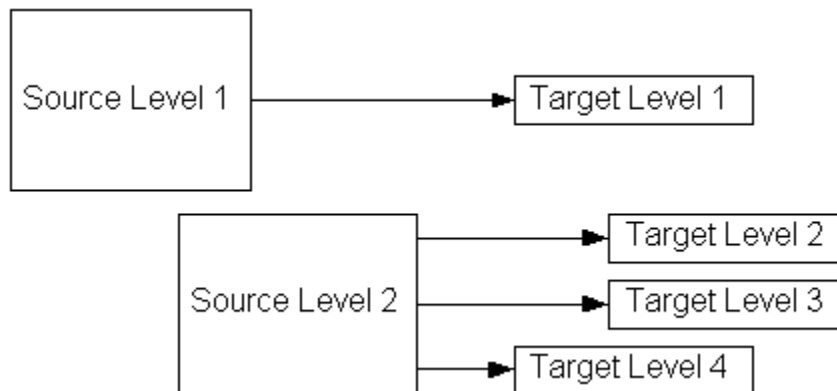 Source Level 1
Target Level 1
Source Level 2
Target Level 2
Target Level 3
Target Level 4